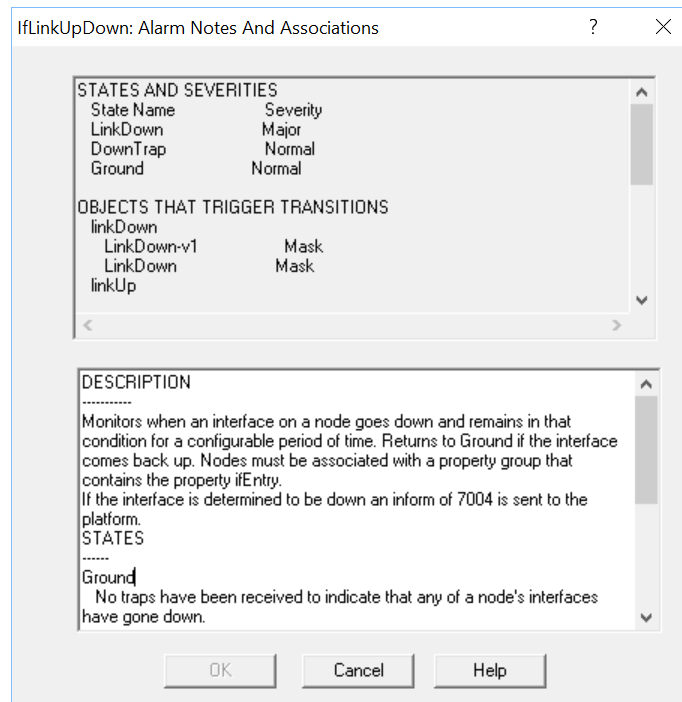 IfLinkUpDown: Alarm Notes And Associations
?
STATES AND SEVERITIES
State Name Severity
LinkDown Major
DownTrap Normal
Ground Normal
OBJECTS THAT TRIGGER TRANSITIONS
linkDown
LinkDown-v1 Mask
LinkDown Mask
linkUp
DESCRIPTION
-----------
Monitors when an interface on a node goes down and remains in that
condition for a configurable period of time. Returns to Ground if the interface
comes back up. Nodes must be associated with a property group that
contains the property ifEntry.
If the interface is determined to be down an inform of 7004 is sent to the
platform.
STATES
------
Ground
No traps have been received to indicate that any of a node's interfaces
have gone down.
OK Cancel Help